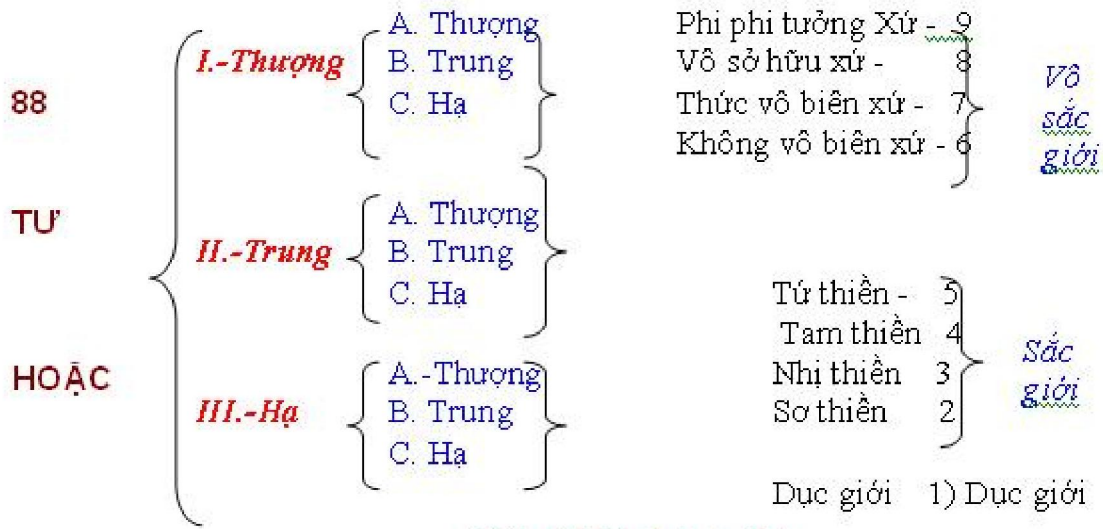 88
TƯ
HOẶC
I.-Thượng
A. Thượng
B. Trung
C. Hạ
II.-Trung
A. Thượng
B. Trung
C. Hạ
III.-Hạ
A.-Thượng
B. Trung
C. Hạ
Phi phi tưởng Xứ - 9
Vô sở hữu xứ - 8
Thức vô biên xứ - 7
Không vô biên xứ - 6
Vô
sắc
giới
Tứ thiền - 5
Tam thiền 4
Nhị thiền 3
Sơ thiền 2
Sắc
giới
Dục giới 1) Dục giới